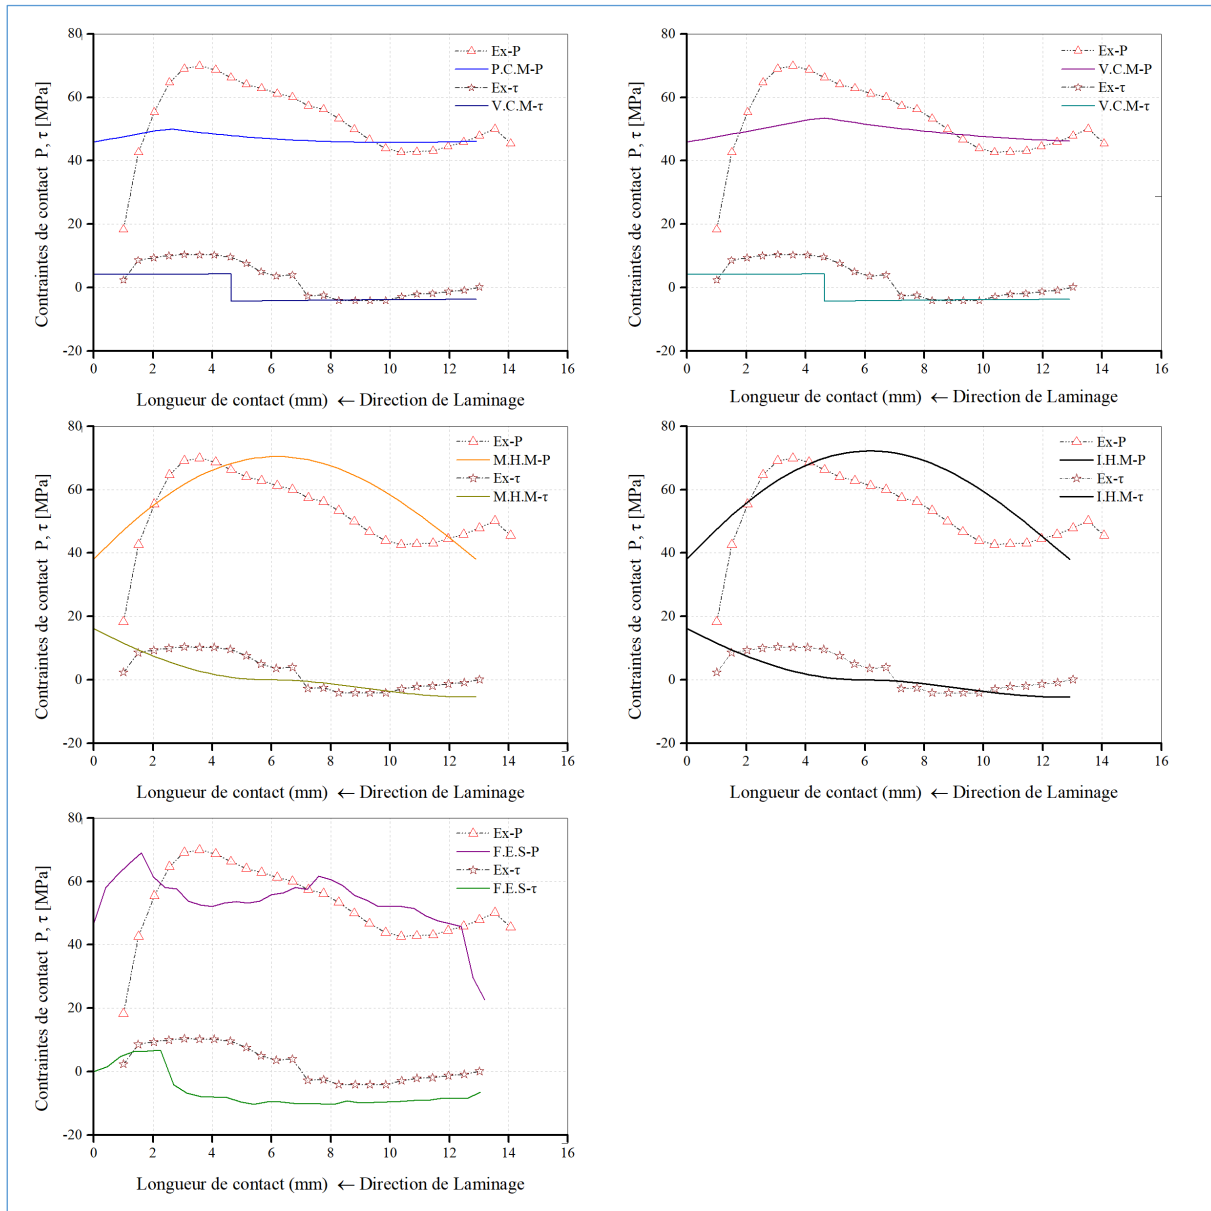 80
60
40
20
0
-20
0 2 4 6 8 10 12 14 16
Contraintes de contact P, τ [MPa]
Longueur de contact (mm) ← Direction de Laminage
Ex-P
P.C.M-P
Ex-τ
V.C.M-τ
80
60
40
20
0
-20
0 2 4 6 8 10 12 14 16
Contraintes de contact P, τ [MPa]
Longueur de contact (mm) ← Direction de Laminage
Ex-P
V.C.M-P
Ex-τ
V.C.M-τ
80
60
40
20
0
-20
0 2 4 6 8 10 12 14 16
Contraintes de contact P, τ [MPa]
Longueur de contact (mm) ← Direction de Laminage
Ex-P
M.H.M-P
Ex-τ
M.H.M-τ
80
60
40
20
0
-20
0 2 4 6 8 10 12 14 16
Contraintes de contact P, τ [MPa]
Longueur de contact (mm) ← Direction de Laminage
Ex-P
I.H.M-P
Ex-τ
I.H.M-τ
80
60
40
20
0
-20
0 2 4 6 8 10 12 14 16
Contraintes de contact P, τ [MPa]
Longueur de contact (mm) ← Direction de Laminage
Ex-P
F.E.S-P
Ex-τ
F.E.S-τ